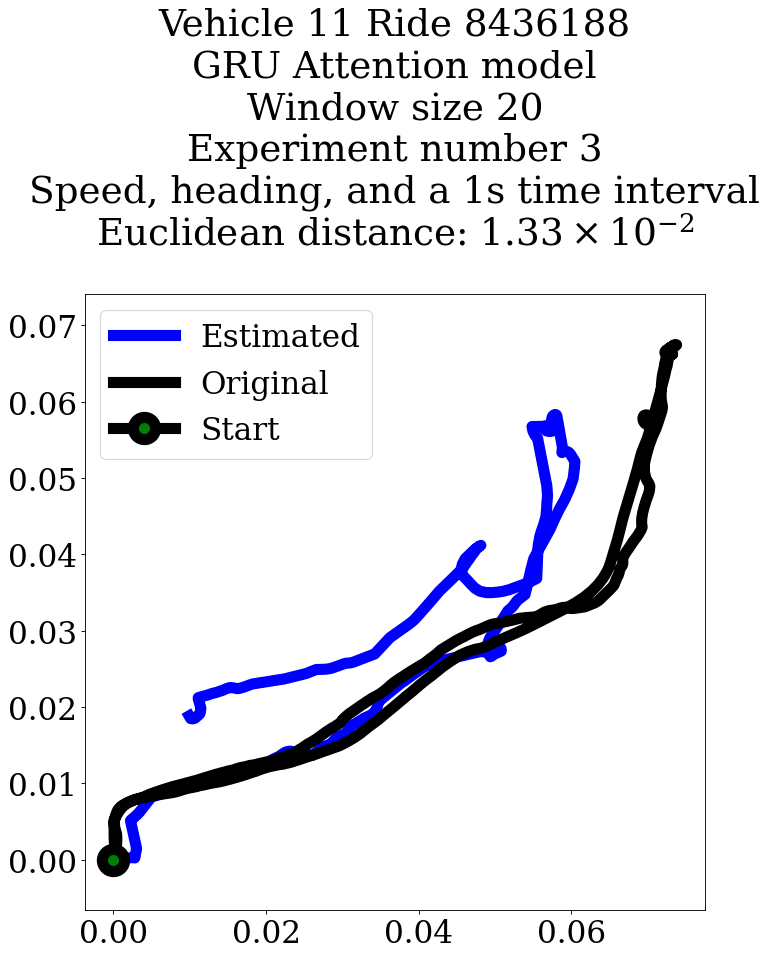 Vehicle 11 Ride 8436188
GRU Attention model
Window size 20
Experiment number 3
Speed, heading, and a 1s time interval
Euclidean distance: 1.33 × 10⁻²
0.07
0.06
0.05
0.04
0.03
0.02
0.01
0.00
Estimated
Original
Start
0.00 0.02 0.04 0.06